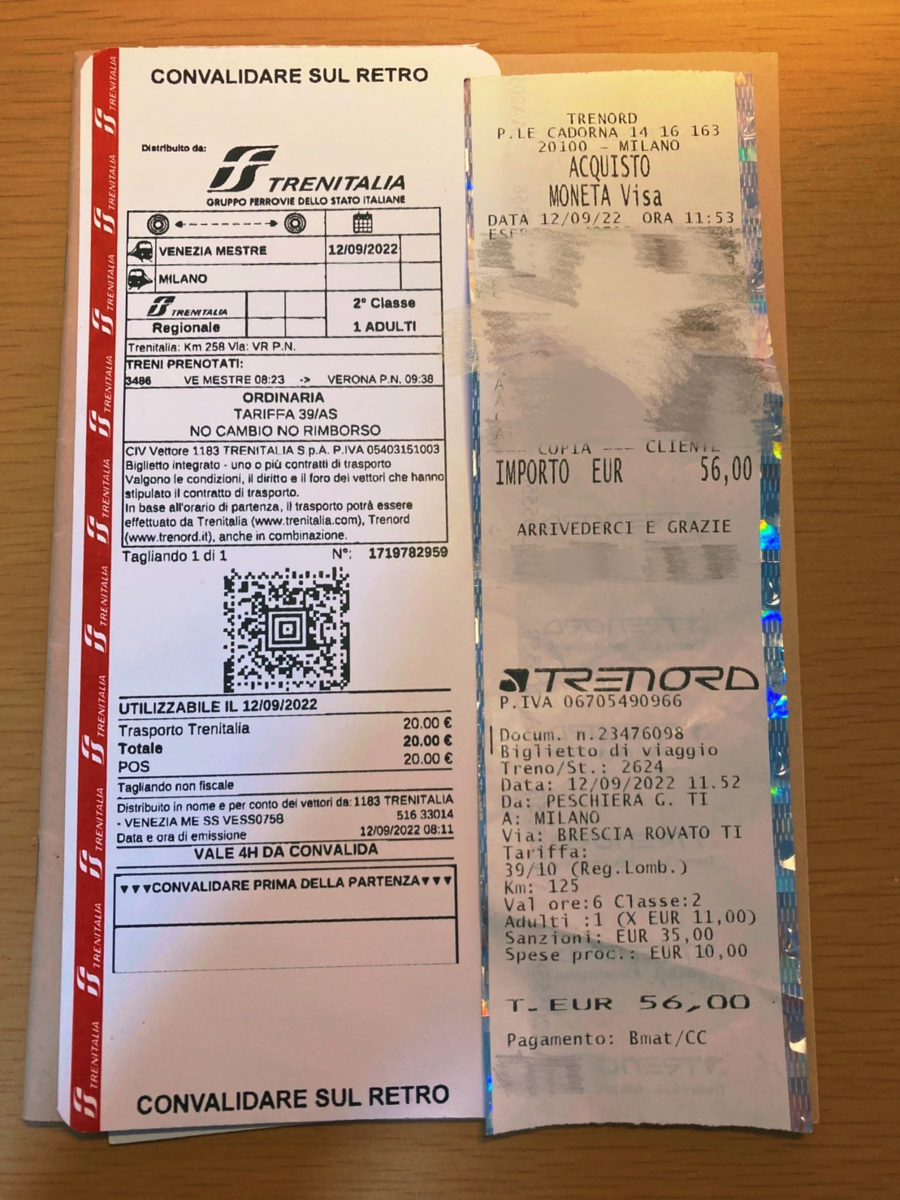 CONVALIDARE SUL RETRO
Distribuito da:
TRENITALIA
GRUPPO FERROVIE DELLO STATO ITALIANE
VENEZIA MESTRE 12/09/2022
MILANO
TRENITALIA 2ª Classe
Regionale 1 ADULTI
Trenitalia: Km 258 Via: VR P.N.
TRENI PRENOTATI:
3486 VE MESTRE 08:23 -> VERONA P.N. 09:38
ORDINARIA
TARIFFA 39/AS
NO CAMBIO NO RIMBORSO
CIV Vettore 1183 TRENITALIA S.p.A. P.IVA 05403151003
Biglietto integrato - uno o più contratti di trasporto
Valgono le condizioni, il diritto e il foro dei vettori che hanno
stipulato il contratto di trasporto.
In base all'orario di partenza, il trasporto potrà essere
effettuato da Trenitalia (www.trenitalia.com), Trenord
(www.trenord.it), anche in combinazione.
Tagliando 1 di 1 N°: 1719782959
UTILIZZABILE IL 12/09/2022
Trasporto Trenitalia 20.00 €
Totale 20.00 €
POS 20.00 €
Tagliando non fiscale
Distribuito in nome e per conto dei vettori da: 1183 TRENITALIA
- VENEZIA ME SS VESS0758 516 33014
Data e ora di emissione 12/09/2022 08:11
VALE 4H DA CONVALIDA
▼▼▼CONVALIDARE PRIMA DELLA PARTENZA▼▼▼
CONVALIDARE SUL RETRO
TRENITALIA
TRENITALIA
TRENITALIA
TRENITALIA
TRENITALIA
TRENITALIA
TRENITALIA
TRENITALIA
TRENITALIA
TRENITALIA
TRENITALIA
TRENORD
P.LE CADORNA 14 16 163
20100 - MILANO
ACQUISTO
MONETA Visa
DATA 12/09/22 ORA 11:53
--- COPIA --- CLIENTE
IMPORTO EUR 56,00
ARRIVEDERCI E GRAZIE
TRENORD
P.IVA 06705490966
Docum. n.23476098
Biglietto di viaggio
Treno/St.: 2624
Data: 12/09/2022 11.52
Da: PESCHIERA G. TI
A: MILANO
Via: BRESCIA ROVATO TI
Tariffa:
39/10 (Reg.Lomb.)
Km: 125
Val ore:6 Classe:2
Adulti :1 (X EUR 11,00)
Sanzioni: EUR 35,00
Spese proc.: EUR 10,00
T. EUR 56,00
Pagamento: Bmat/CC